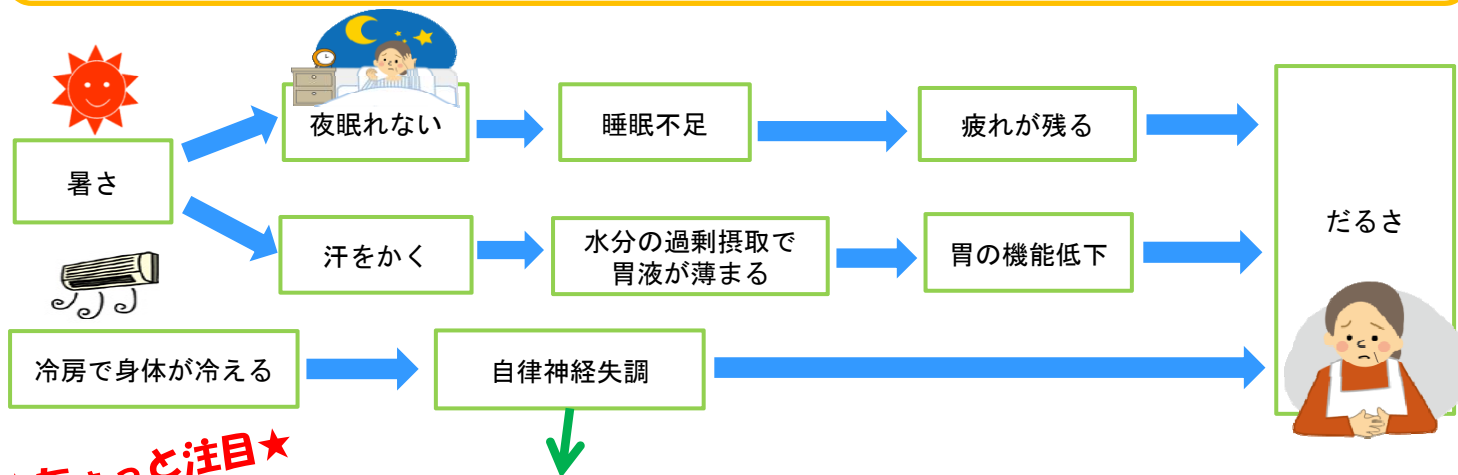 夜眠れない
睡眠不足
疲れが残る
暑さ
だるさ
汗をかく
水分の過剰摂取で
胃液が薄まる
胃の機能低下
冷房で身体が冷える
自律神経失調
ちょっと注目★